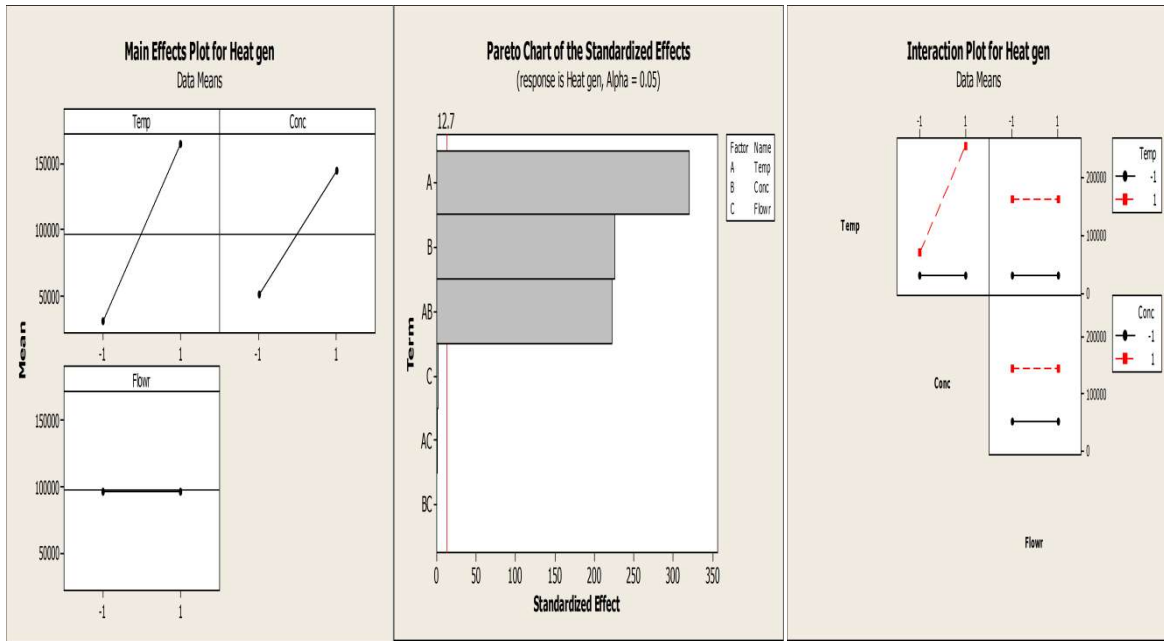 Main Effects Plot for Heat gen
Data Means
Temp Conc
150000
100000
50000
-1 1 -1 1
Flowr
150000
100000
50000
-1 1
Mean
Pareto Chart of the Standardized Effects
(response is Heat gen, Alpha = 0.05)
12.7
Factor Name
A Temp
B Conc
C Flowr
A
B
AB
C
AC
BC
Term
0 50 100 150 200 250 300 350
Standardized Effect
Interaction Plot for Heat gen
Data Means
-1 1 -1 1
Temp
-1
1
200000
100000
0
Temp
Conc
-1
1
200000
100000
0
Conc
Flowr